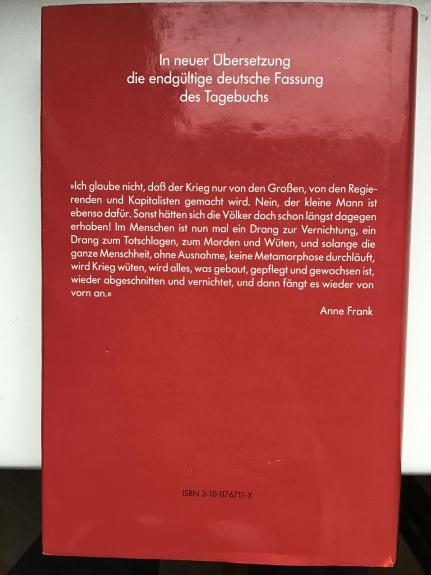 In neuer Übersetzung
die endgültige deutsche Fassung
des Tagebuchs
»Ich glaube nicht, daß der Krieg nur von den Großen, von den Regie-
renden und Kapitalisten gemacht wird. Nein, der kleine Mann ist
ebenso dafür. Sonst hätten sich die Völker doch schon längst dagegen
erhoben! Im Menschen ist nun mal ein Drang zur Vernichtung, ein
Drang zum Totschlagen, zum Morden und Wüten, und solange die
ganze Menschheit, ohne Ausnahme, keine Metamorphose durchläuft,
wird Krieg wüten, wird alles, was gebaut, gepflegt und gewachsen ist,
wieder abgeschnitten und vernichtet, und dann fängt es wieder von
vorn an.«
Anne Frank
ISBN 3-10-076711-X